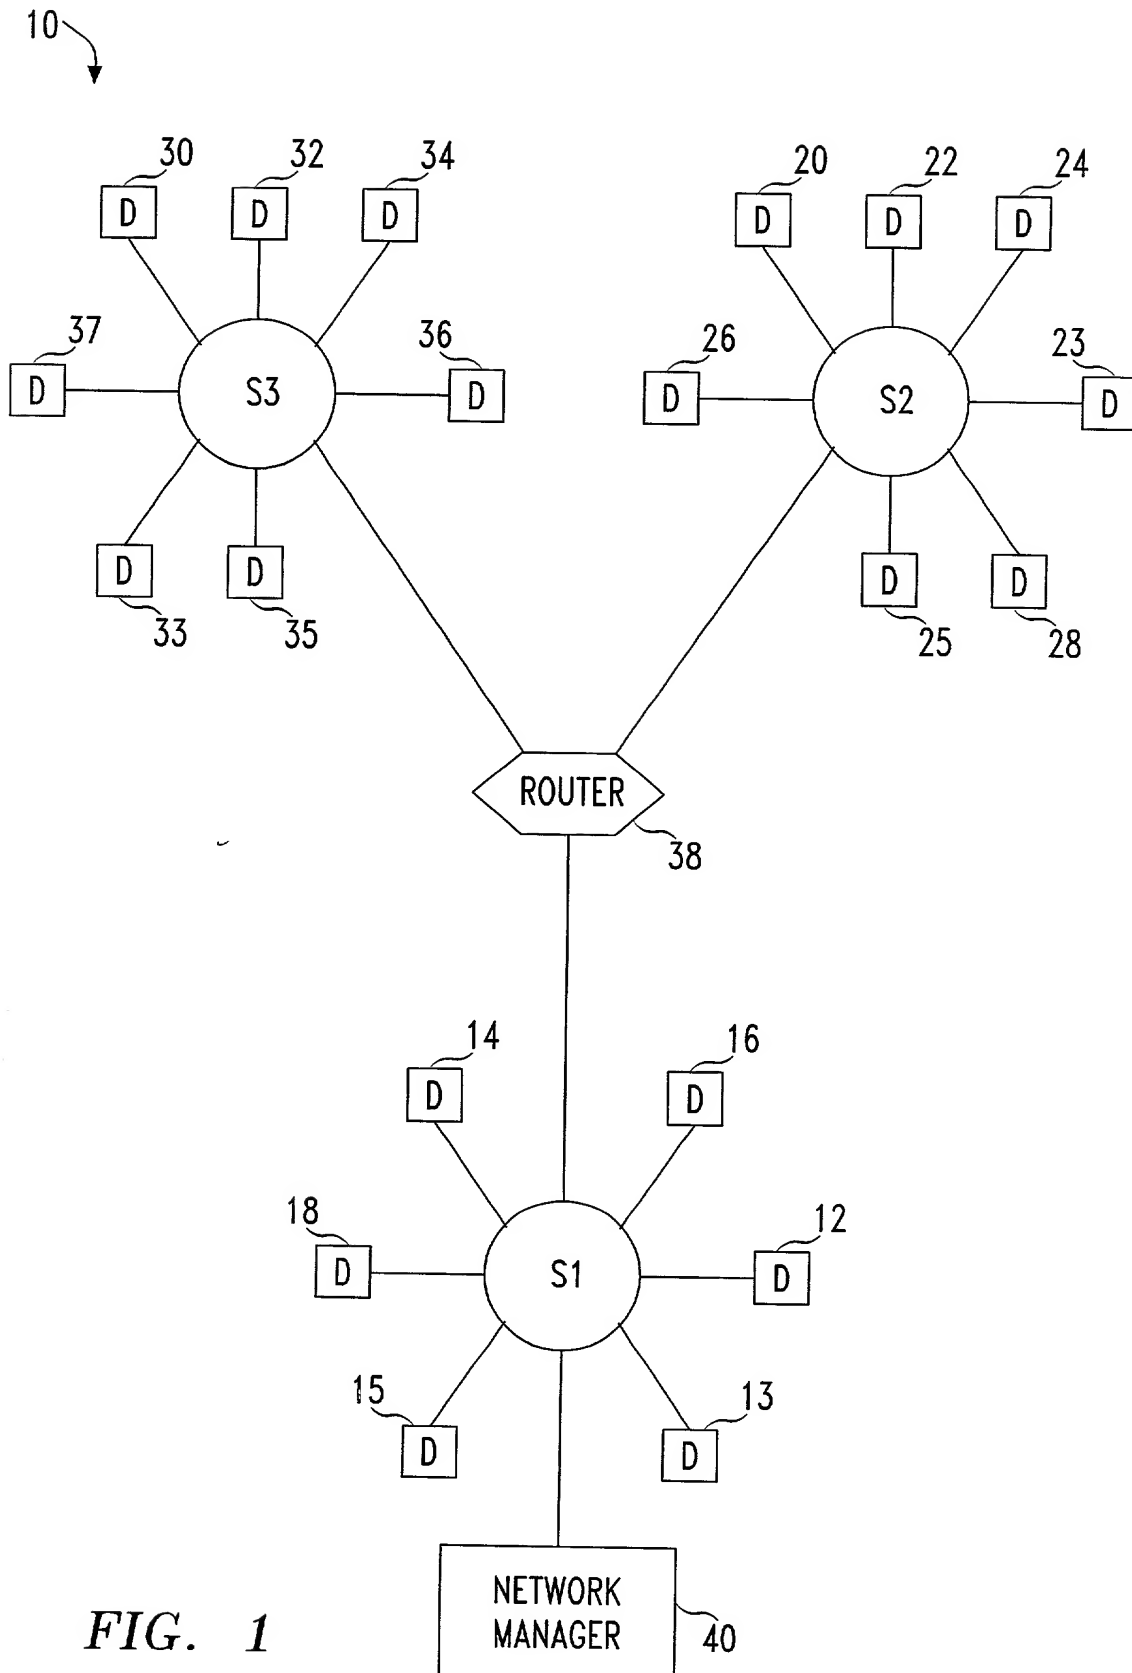 10
30 32 34 20 22 24
D D D D D D
37 36 26 23
D S3 D D S2 D
D D D D
33 35 25 28
ROUTER
38
14 16
D D
18 12
D S1 D
15 13
D D
NETWORK
MANAGER
40
FIG. 1